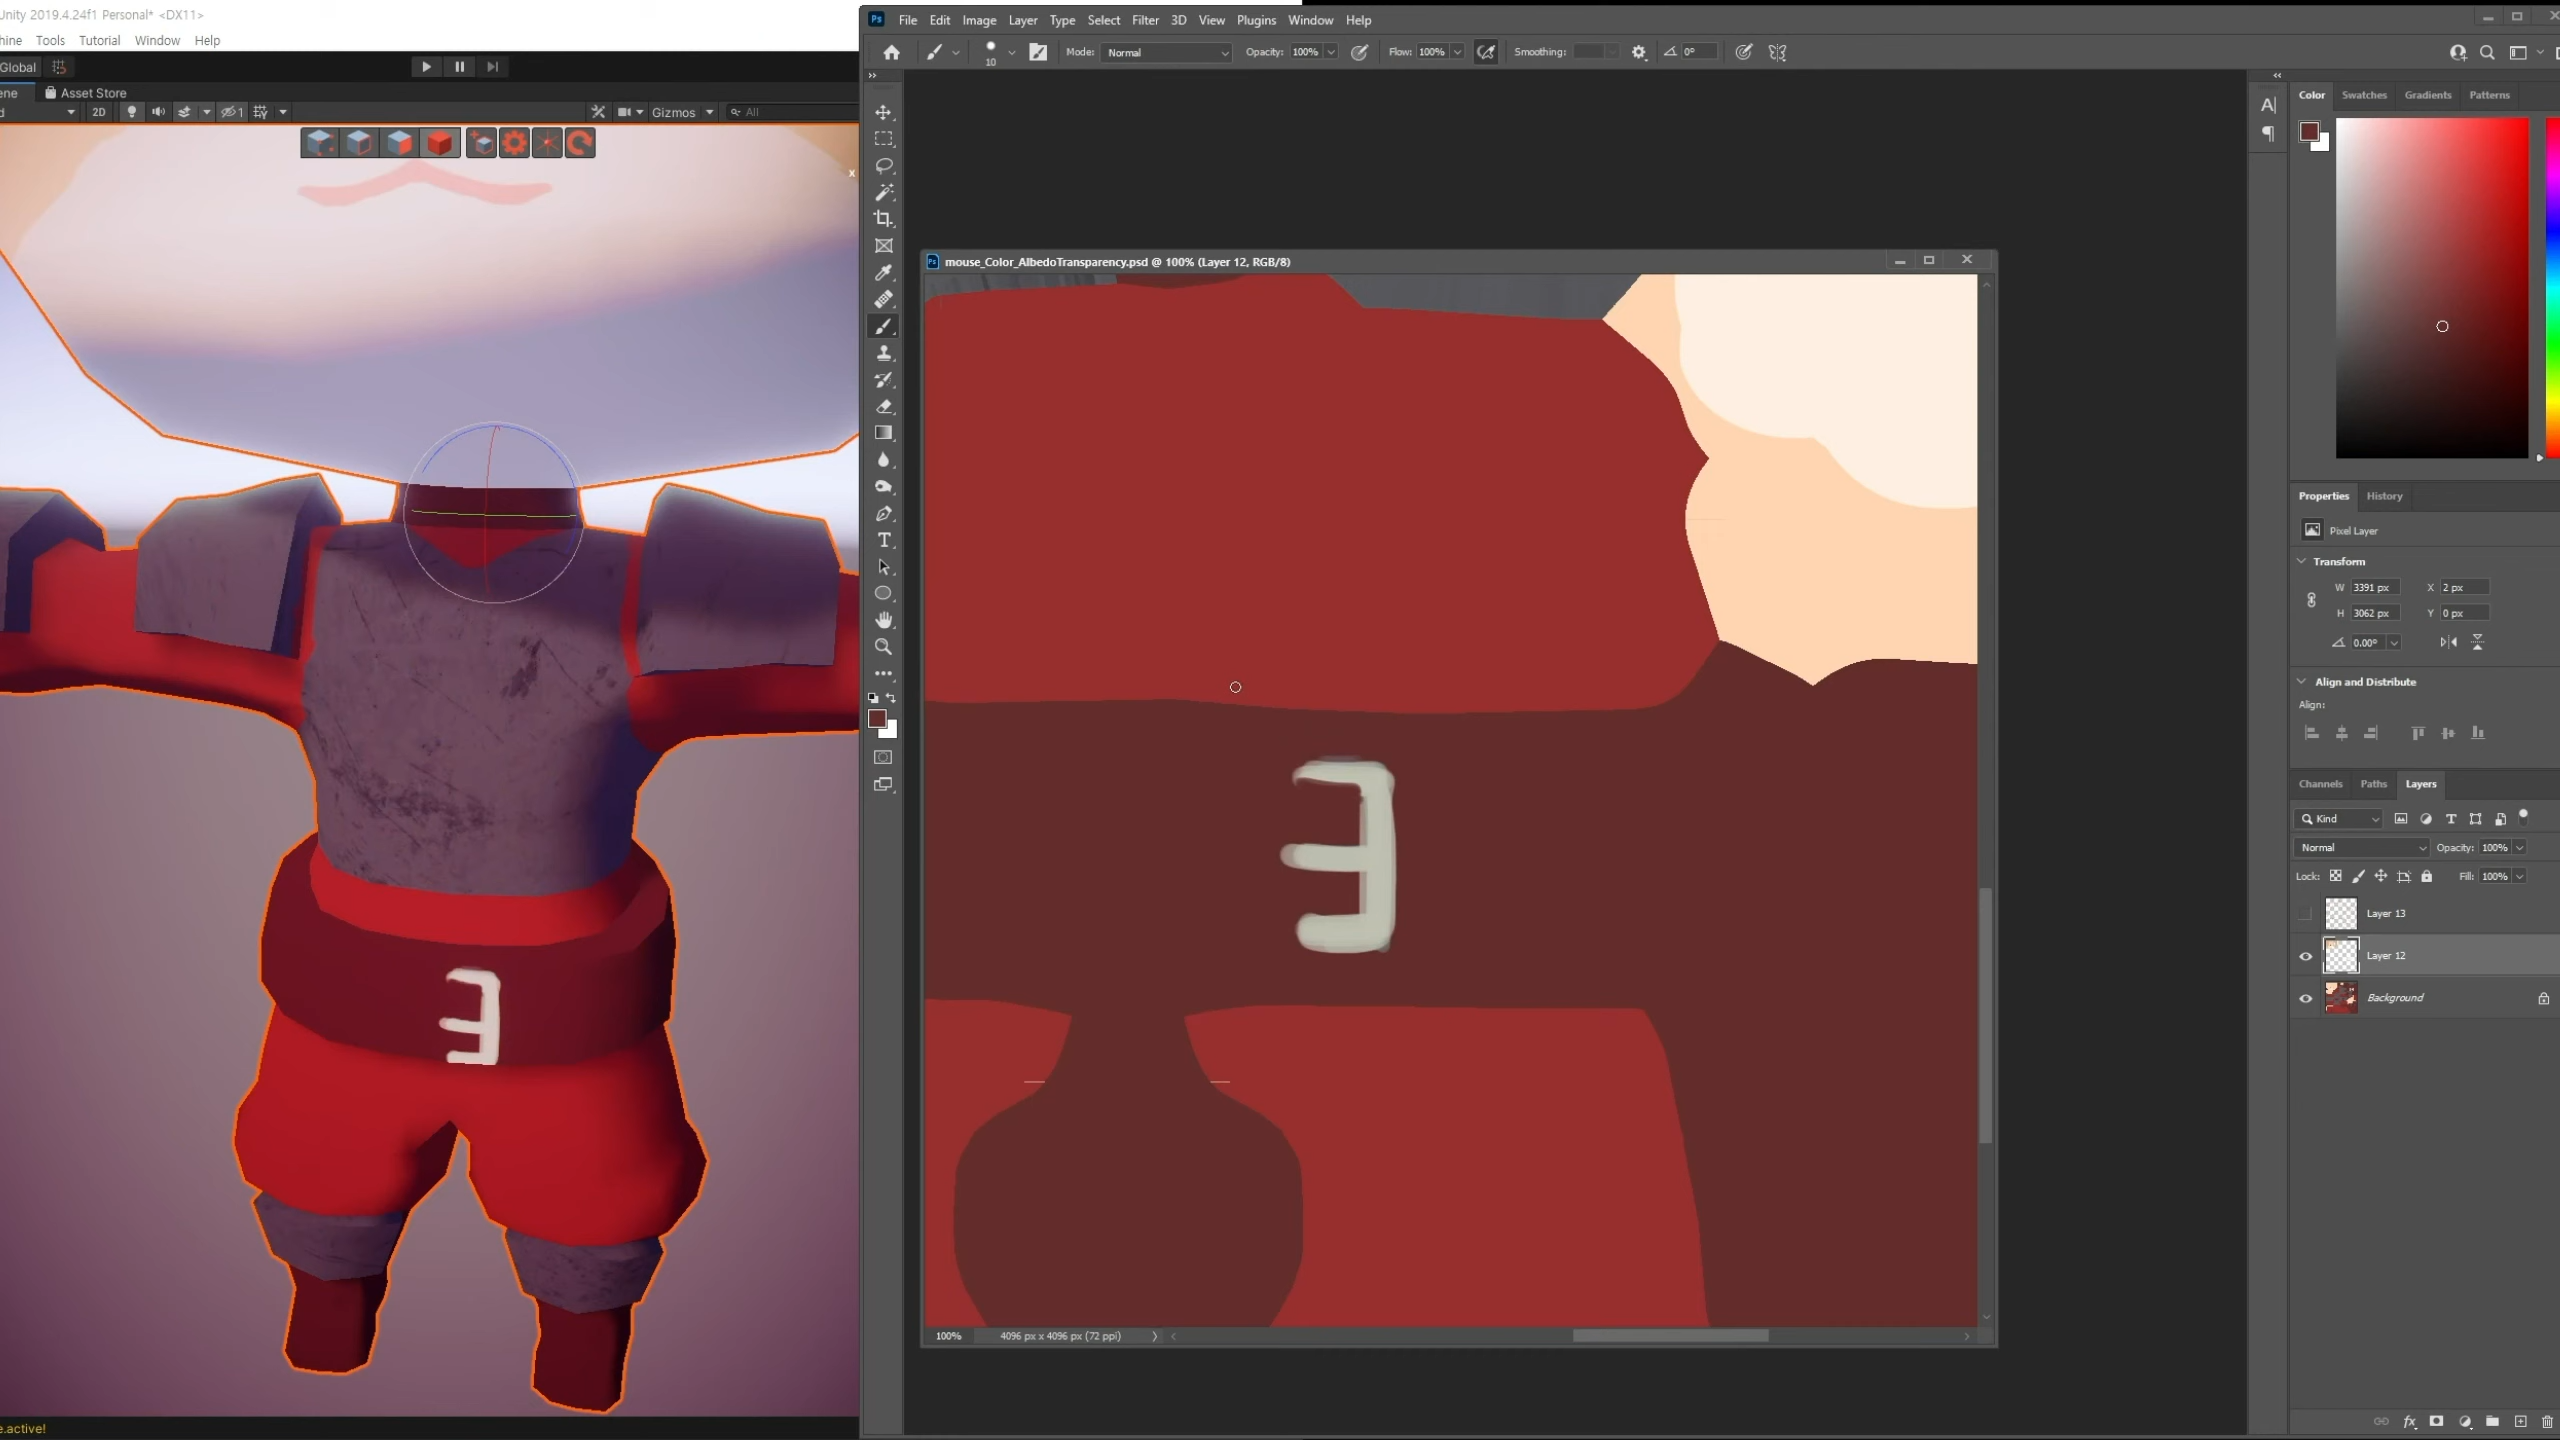 Unity 2019.4.24f1 Personal* <DX11>
Tools Tutorial Window Help
Global
Asset Store
2D 1 Gizmos All
x
e.active!
Ps File Edit Image Layer Type Select Filter 3D View Plugins Window Help
10 Mode: Normal Opacity: 100% Flow: 100% Smoothing: 0°
mouse_Color_AlbedoTransparency.psd @ 100% (Layer 12, RGB/8)
100% 4096 px x 4096 px (72 ppi)
Color Swatches Gradients Patterns
Properties History
Pixel Layer
Transform
W 3391 px X 2 px
H 3062 px Y 0 px
0.00°
Align and Distribute
Align:
Channels Paths Layers
Kind
Normal Opacity: 100%
Lock: Fill: 100%
Layer 13
Layer 12
Background